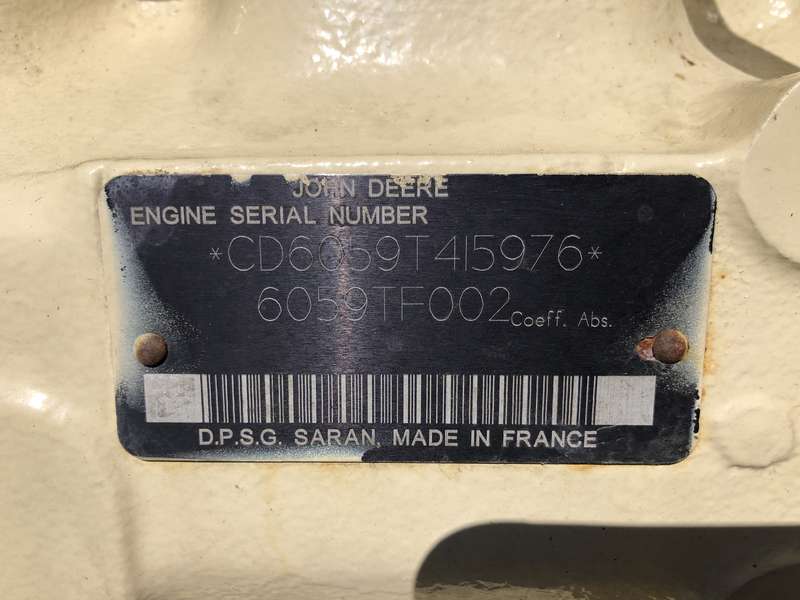 JOHN DEERE
ENGINE SERIAL NUMBER
*CD6059T415976*
6059TF002 Coeff. Abs.
D.P.S.G. SARAN, MADE IN FRANCE